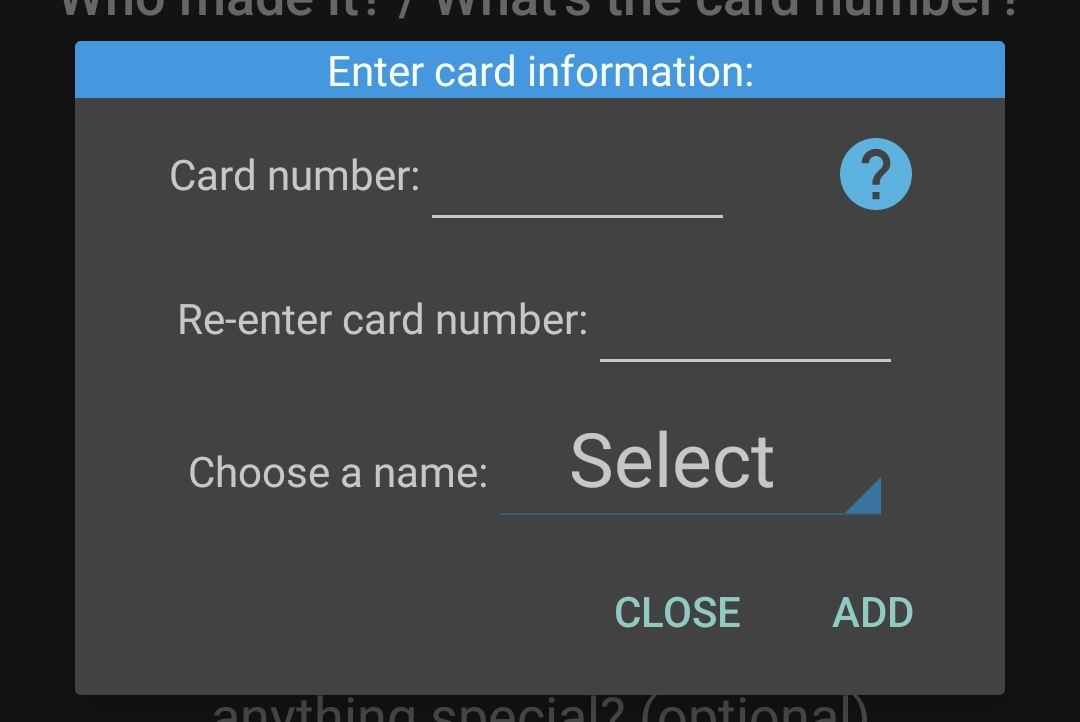 Who made it? / What's the card number?
Enter card information:
Card number:
?
Re-enter card number:
Choose a name: Select
CLOSE ADD
anything special? (optional)